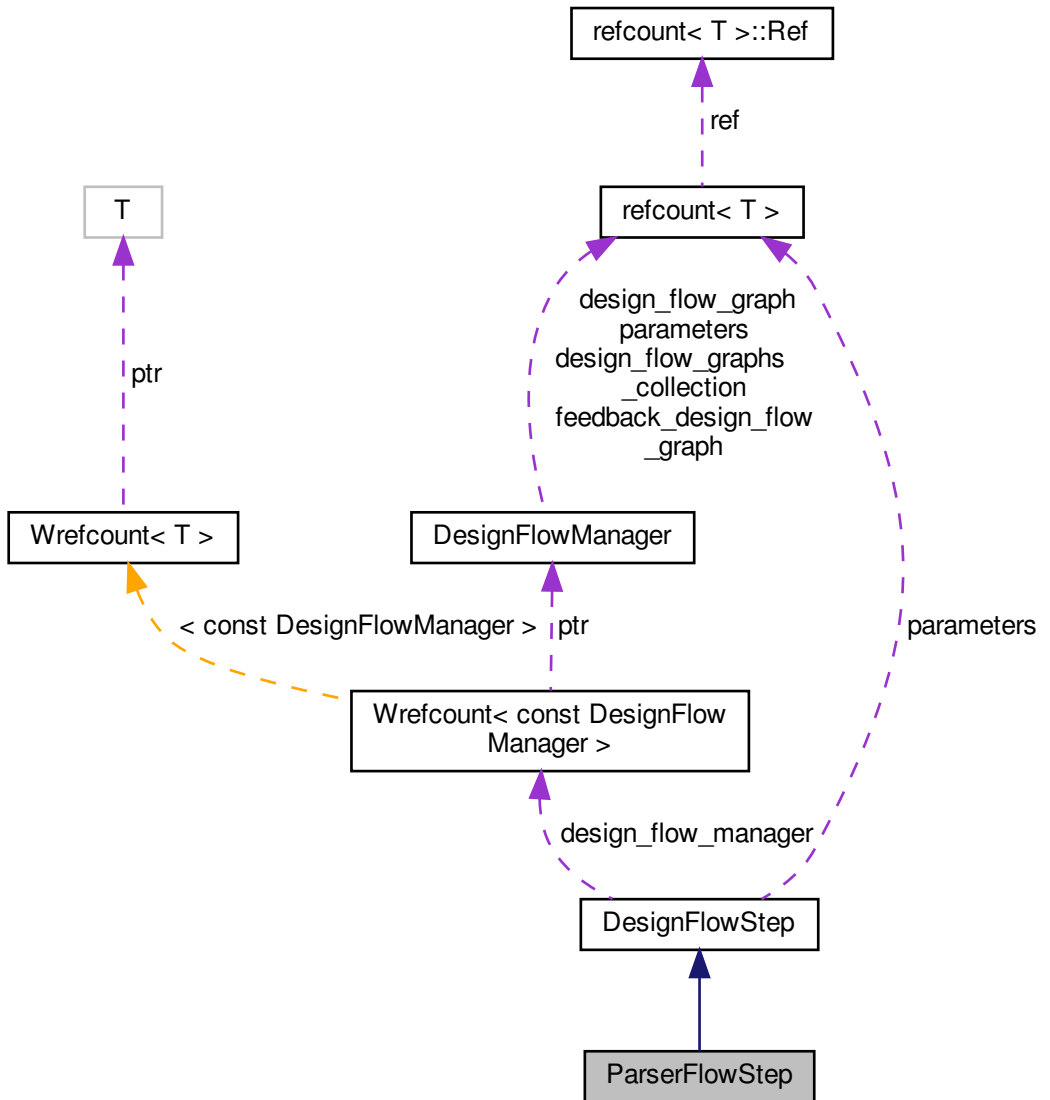 refcount< T >::Ref
ref
T
refcount< T >
design_flow_graph
parameters
design_flow_graphs
_collection
feedback_design_flow
_graph
ptr
Wrefcount< T >
DesignFlowManager
< const DesignFlowManager >
ptr
parameters
Wrefcount< const DesignFlow
Manager >
design_flow_manager
DesignFlowStep
ParserFlowStep